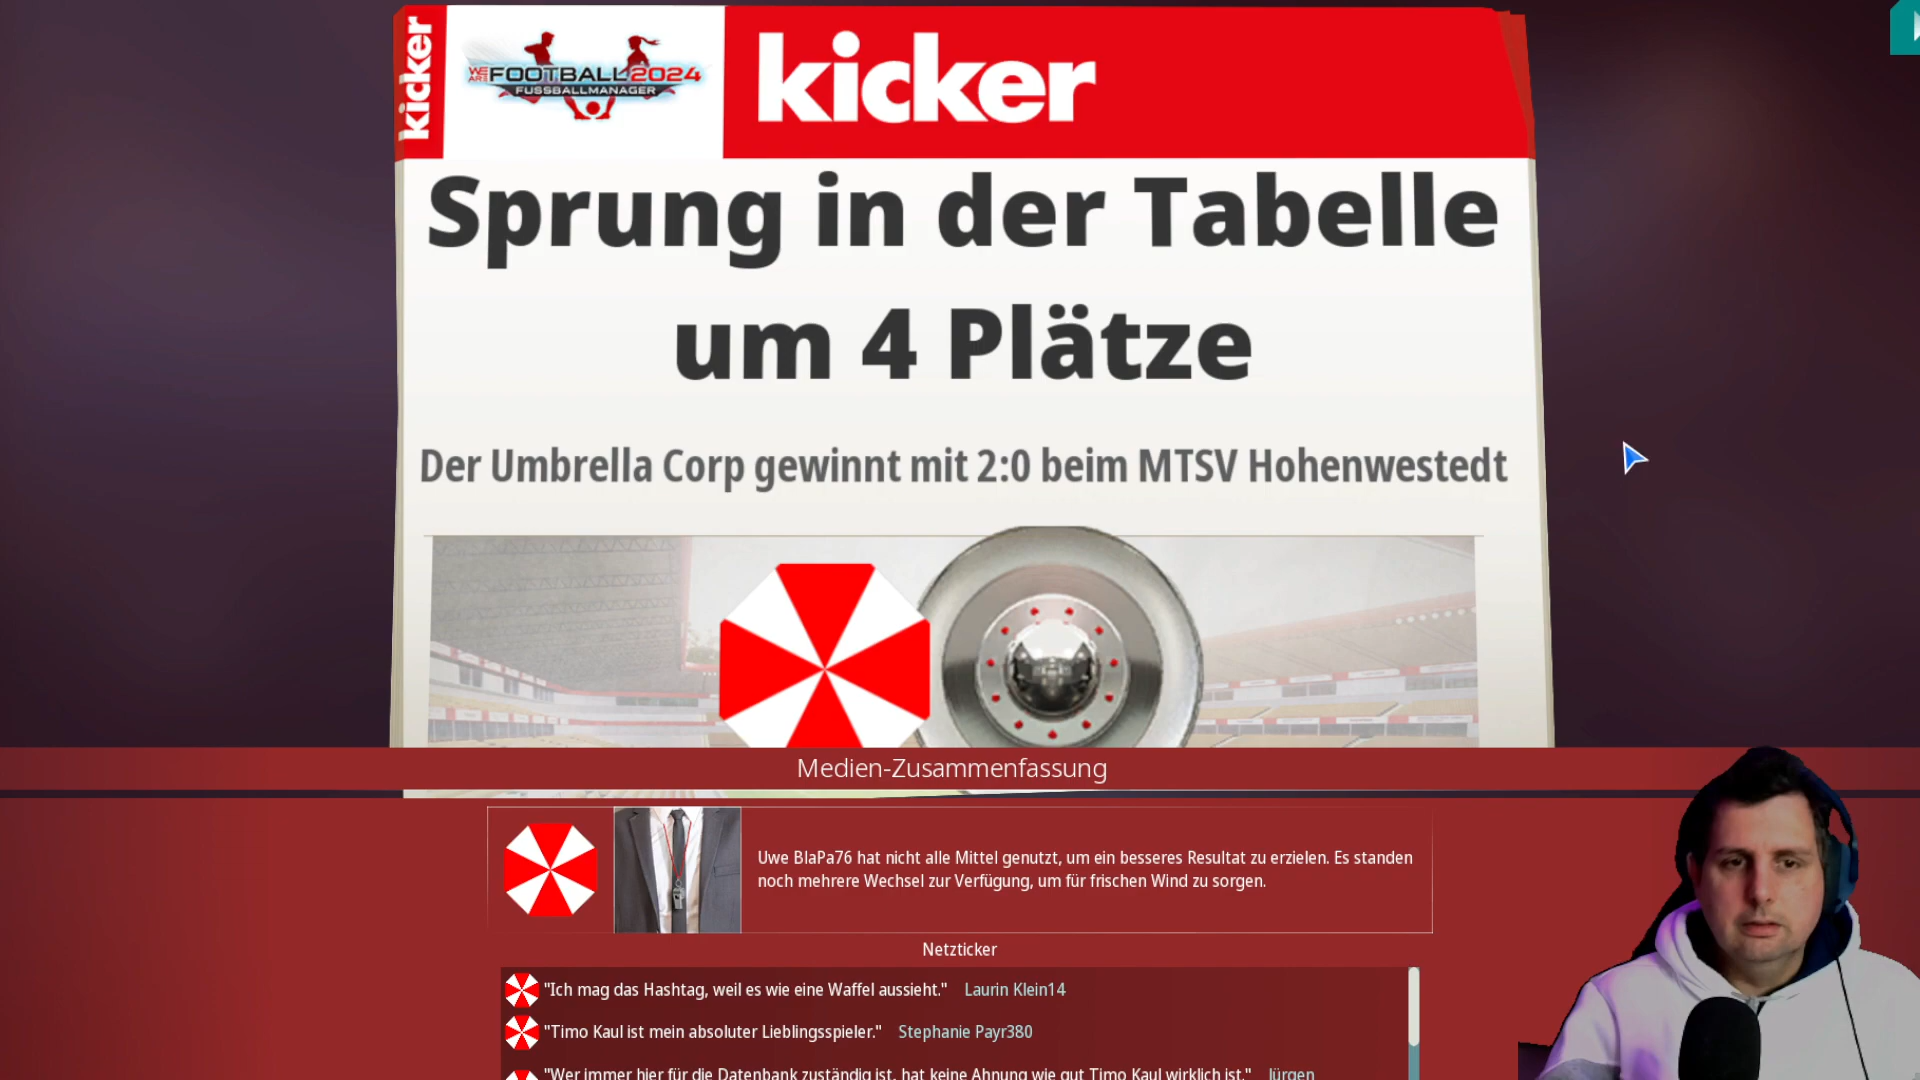 kicker
WE ARE FOOTBALL 2024
FUSSBALLMANAGER
kicker
Sprung in der Tabelle
um 4 Plätze
Der Umbrella Corp gewinnt mit 2:0 beim MTSV Hohenwestedt
Medien-Zusammenfassung
Uwe BlaPa76 hat nicht alle Mittel genutzt, um ein besseres Resultat zu erzielen. Es standen
noch mehrere Wechsel zur Verfügung, um für frischen Wind zu sorgen.
Netzticker
"Ich mag das Hashtag, weil es wie eine Waffel aussieht." Laurin Klein14
"Timo Kaul ist mein absoluter Lieblingsspieler." Stephanie Payr380
"Wer immer hier für die Datenbank zuständig ist, hat keine Ahnung wie gut Timo Kaul wirklich ist." Jürgen